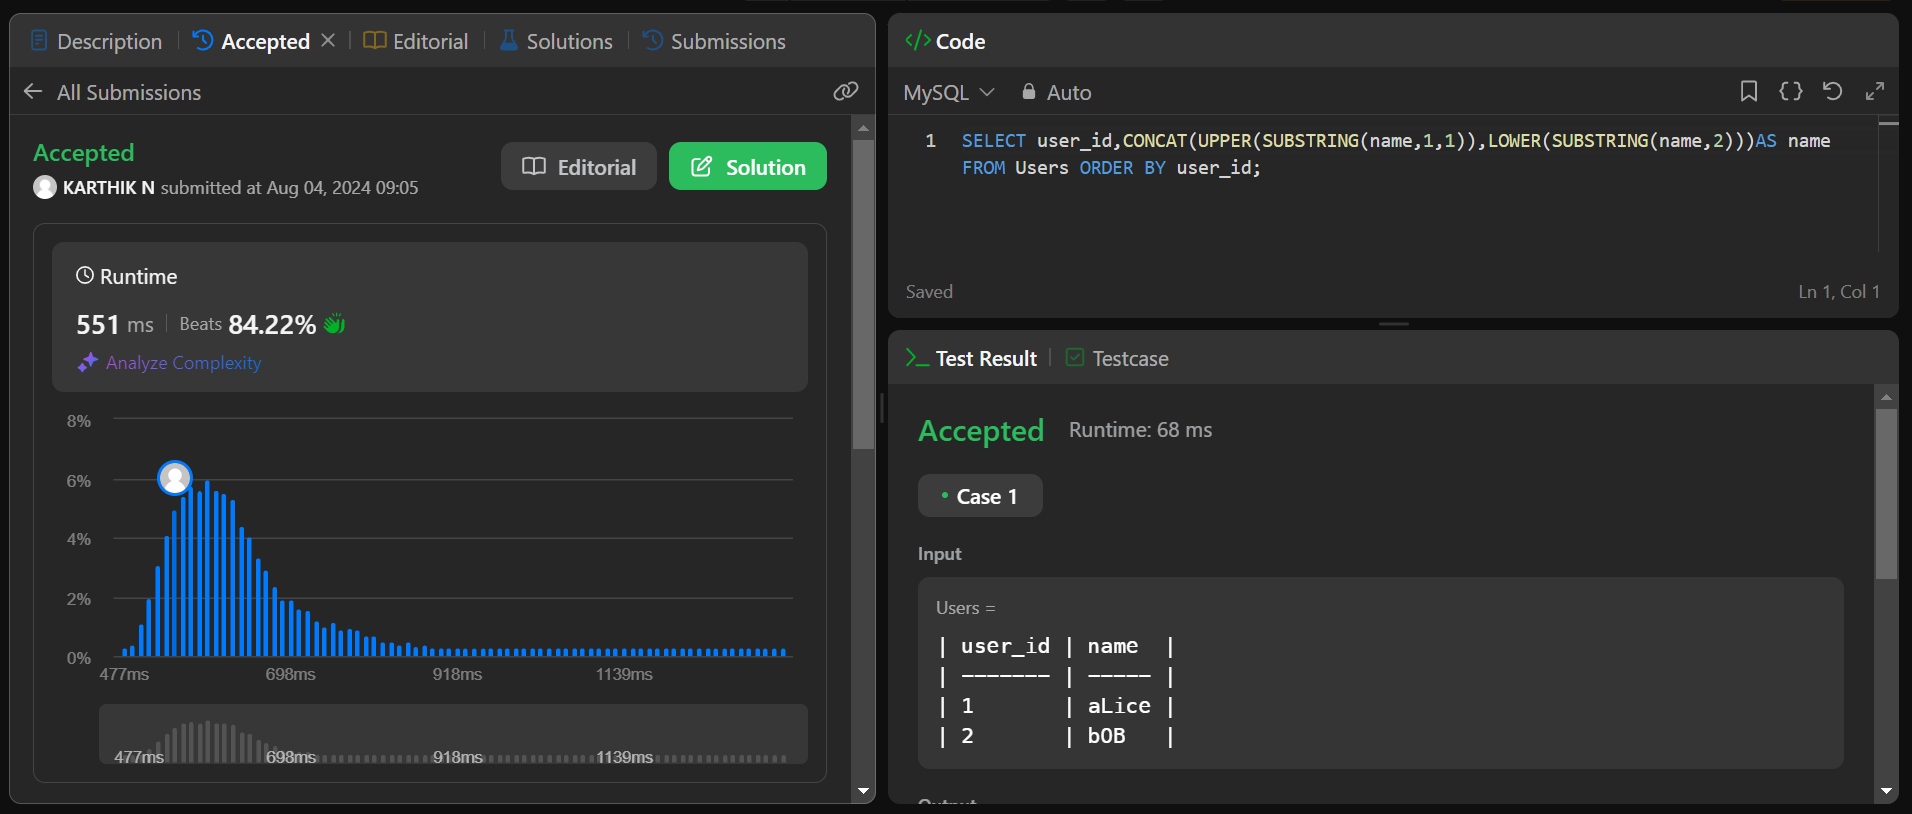 Description Accepted Editorial Solutions Submissions
All Submissions
Accepted
KARTHIK N submitted at Aug 04, 2024 09:05
Editorial
Solution
Runtime
551 ms Beats 84.22%
Analyze Complexity
8%
6%
4%
2%
0%
477ms 698ms 918ms 1139ms
477ms 698ms 918ms 1139ms
</> Code
MySQL Auto
1 SELECT user_id,CONCAT(UPPER(SUBSTRING(name,1,1)),LOWER(SUBSTRING(name,2)))AS name
FROM Users ORDER BY user_id;
Saved Ln 1, Col 1
Test Result Testcase
Accepted Runtime: 68 ms
Case 1
Input
Users =
| user_id | name |
| ------- | ----- |
| 1 | aLice |
| 2 | bOB |